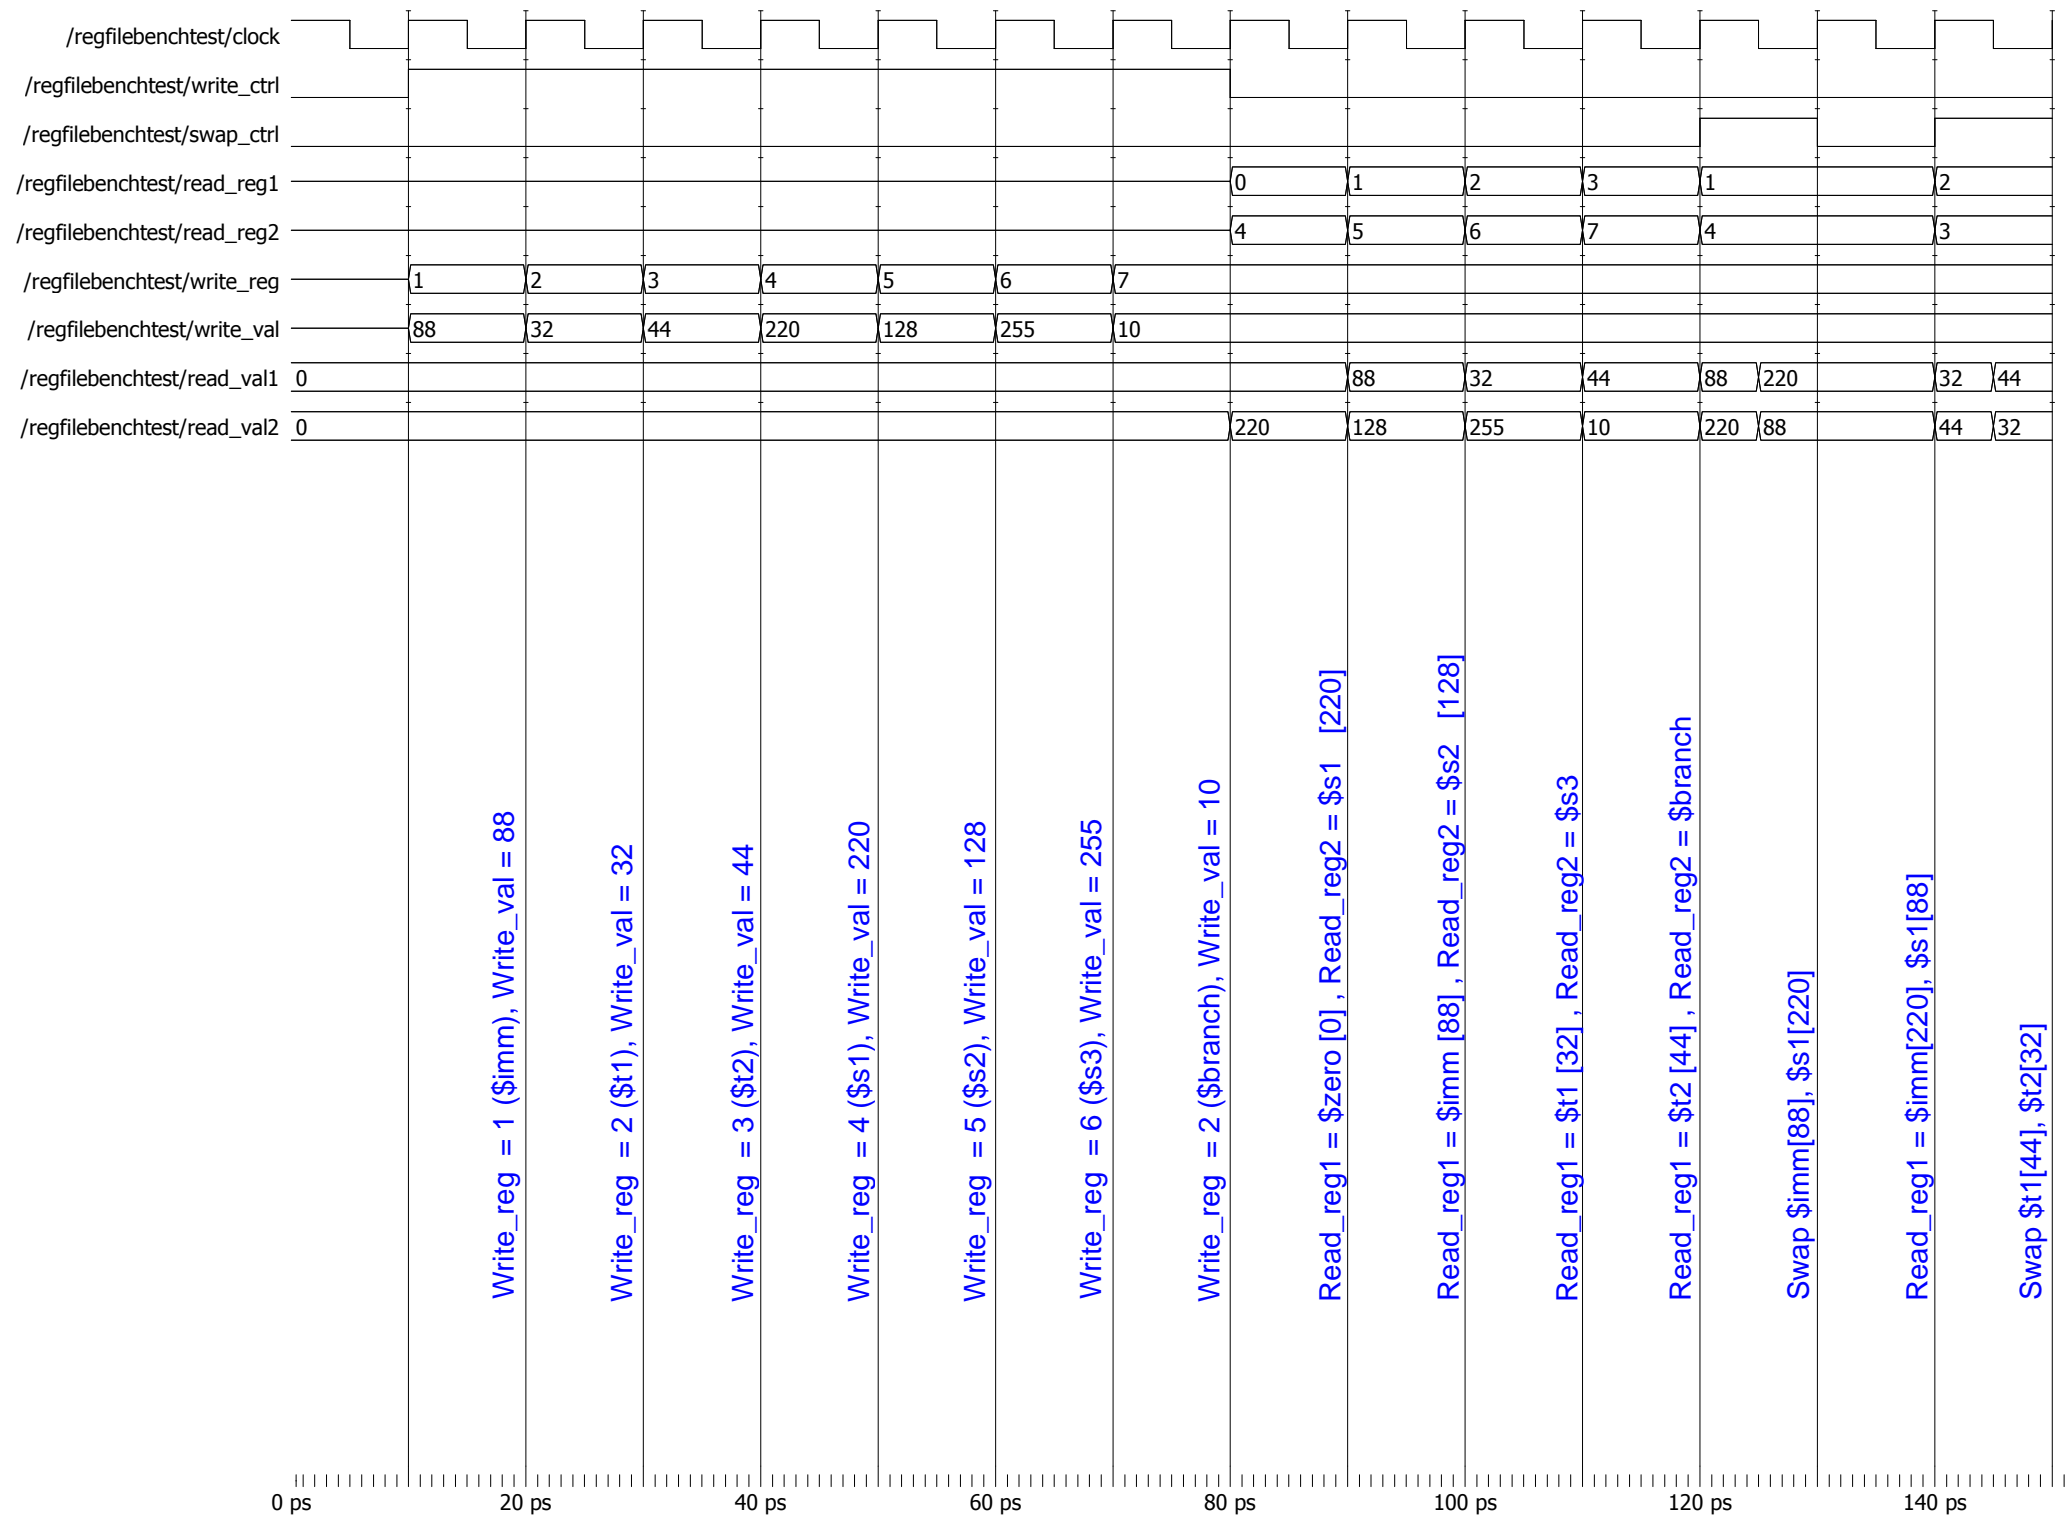 /regfilebenchtest/clock
/regfilebenchtest/write_ctrl
/regfilebenchtest/swap_ctrl
/regfilebenchtest/read_reg1 0 1 2 3 1 2
/regfilebenchtest/read_reg2 4 5 6 7 4 3
/regfilebenchtest/write_reg 1 2 3 4 5 6 7
/regfilebenchtest/write_val 88 32 44 220 128 255 10
/regfilebenchtest/read_val1 0 88 32 44 88 220 32 44
/regfilebenchtest/read_val2 0 220 128 255 10 220 88 44 32
Write_reg = 1 ($imm), Write_val = 88
Write_reg = 2 ($t1), Write_val = 32
Write_reg = 3 ($t2), Write_val = 44
Write_reg = 4 ($s1), Write_val = 220
Write_reg = 5 ($s2), Write_val = 128
Write_reg = 6 ($s3), Write_val = 255
Write_reg = 2 ($branch), Write_val = 10
Read_reg1 = $zero [0] , Read_reg2 = $s1 [220]
Read_reg1 = $imm [88] , Read_reg2 = $s2 [128]
Read_reg1 = $t1 [32] , Read_reg2 = $s3
Read_reg1 = $t2 [44] , Read_reg2 = $branch
Swap $imm[88], $s1[220]
Read_reg1 = $imm[220], $s1[88]
Swap $t1[44], $t2[32]
0 ps 20 ps 40 ps 60 ps 80 ps 100 ps 120 ps 140 ps